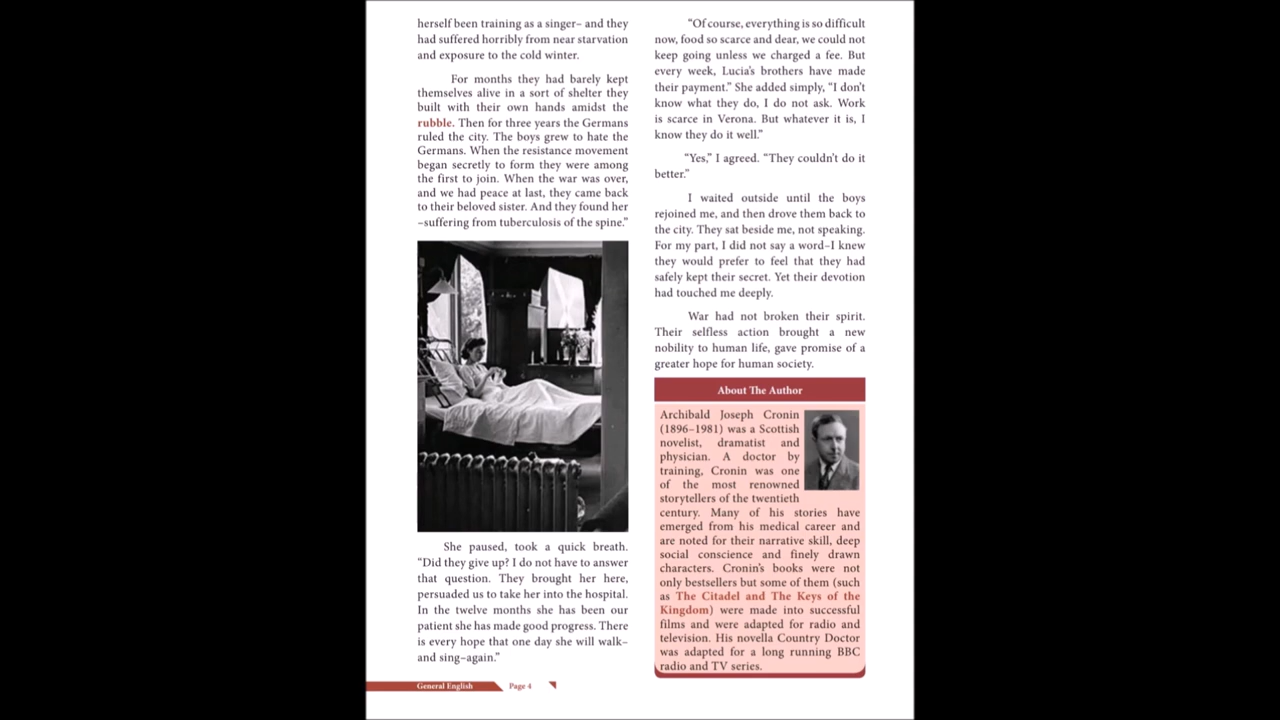 herself been training as a singer– and they
had suffered horribly from near starvation
and exposure to the cold winter.
For months they had barely kept
themselves alive in a sort of shelter they
built with their own hands amidst the
rubble. Then for three years the Germans
ruled the city. The boys grew to hate the
Germans. When the resistance movement
began secretly to form they were among
the first to join. When the war was over,
and we had peace at last, they came back
to their beloved sister. And they found her
–suffering from tuberculosis of the spine.”
She paused, took a quick breath.
“Did they give up? I do not have to answer
that question. They brought her here,
persuaded us to take her into the hospital.
In the twelve months she has been our
patient she has made good progress. There
is every hope that one day she will walk–
and sing–again.”
“Of course, everything is so difficult
now, food so scarce and dear, we could not
keep going unless we charged a fee. But
every week, Lucia’s brothers have made
their payment.” She added simply, “I don’t
know what they do, I do not ask. Work
is scarce in Verona. But whatever it is, I
know they do it well.”
“Yes,” I agreed. “They couldn’t do it
better.”
I waited outside until the boys
rejoined me, and then drove them back to
the city. They sat beside me, not speaking.
For my part, I did not say a word–I knew
they would prefer to feel that they had
safely kept their secret. Yet their devotion
had touched me deeply.
War had not broken their spirit.
Their selfless action brought a new
nobility to human life, gave promise of a
greater hope for human society.
About The Author
Archibald Joseph Cronin
(1896–1981) was a Scottish
novelist, dramatist and
physician. A doctor by
training, Cronin was one
of the most renowned
storytellers of the twentieth
century. Many of his stories have
emerged from his medical career and
are noted for their narrative skill, deep
social conscience and finely drawn
characters. Cronin’s books were not
only bestsellers but some of them (such
as The Citadel and The Keys of the
Kingdom) were made into successful
films and were adapted for radio and
television. His novella Country Doctor
was adapted for a long running BBC
radio and TV series.
General English Page 4